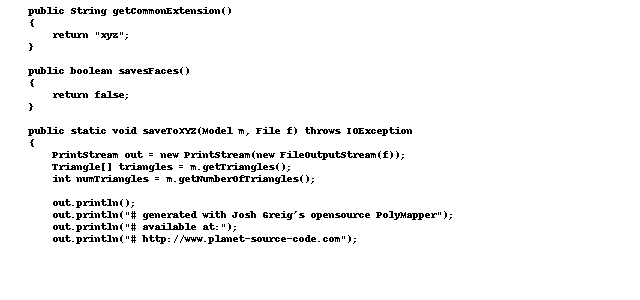 public String getCommonExtension()
{
return "xyz";
}
public boolean savesFaces()
{
return false;
}
public static void saveToXYZ(Model m, File f) throws IOException
{
PrintStream out = new PrintStream(new FileOutputStream(f));
Triangle[] triangles = m.getTriangles();
int numTriangles = m.getNumberOfTriangles();
out.println();
out.println("# generated with Josh Greig's opensource PolyMapper");
out.println("# available at:");
out.println("# http://www.planet-source-code.com");